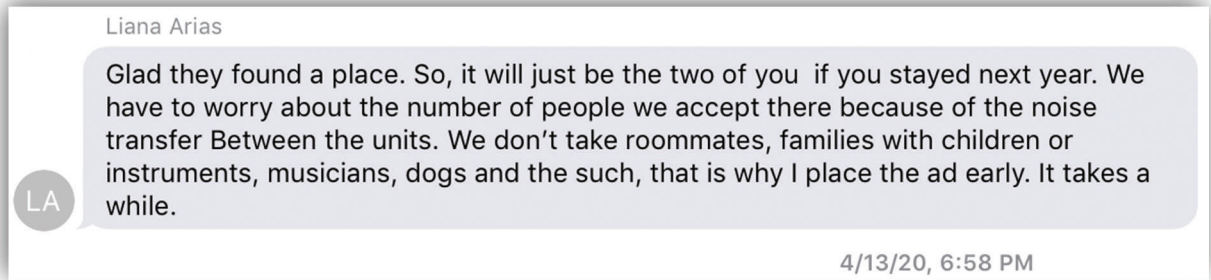 Liana Arias
Glad they found a place. So, it will just be the two of you  if you stayed next year. We
have to worry about the number of people we accept there because of the noise
transfer Between the units. We don’t take roommates, families with children or
instruments, musicians, dogs and the such, that is why I place the ad early. It takes a
while.
LA
4/13/20, 6:58 PM